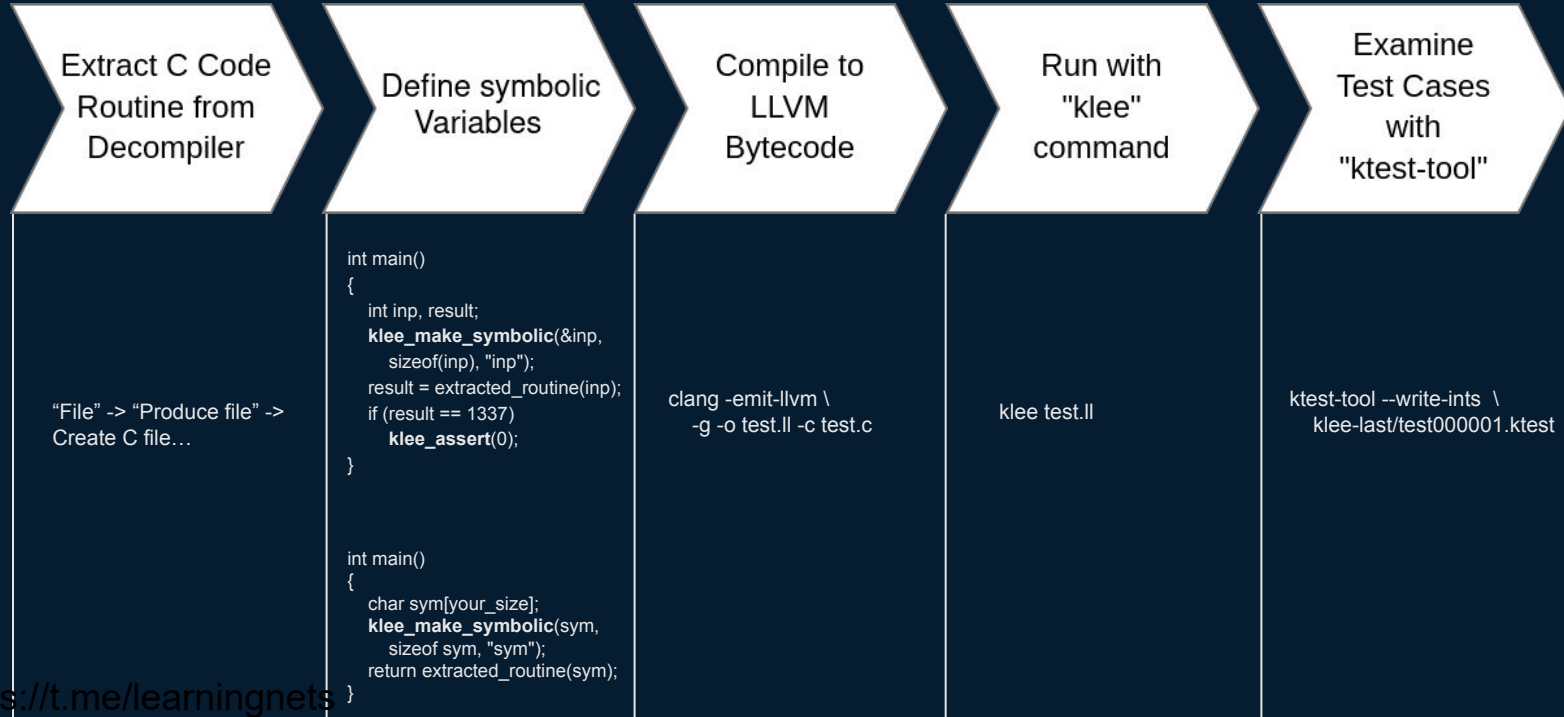 Extract C Code
Routine from
Decompiler
Define symbolic
Variables
Compile to
LLVM
Bytecode
Run with
"klee"
command
Examine
Test Cases
with
"ktest-tool"
“File” -> “Produce file” ->
Create C file…
int main()
{
int inp, result;
klee_make_symbolic(&inp,
sizeof(inp), "inp");
result = extracted_routine(inp);
if (result == 1337)
klee_assert(0);
}
int main()
{
char sym[your_size];
klee_make_symbolic(sym,
sizeof sym, "sym");
return extracted_routine(sym);
}
clang -emit-llvm \
-g -o test.ll -c test.c
klee test.ll
ktest-tool --write-ints \
klee-last/test000001.ktest
s://t.me/learningnets